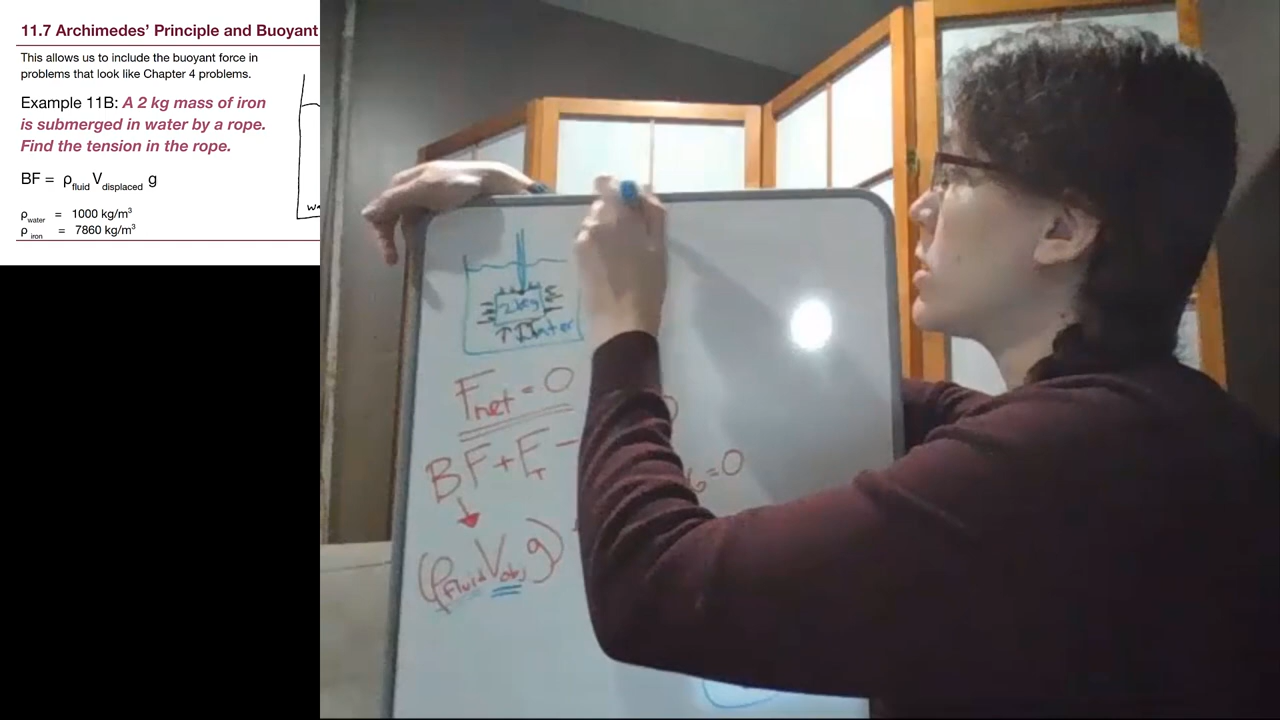 11.7 Archimedes' Principle and Buoyant
This allows us to include the buoyant force in
problems that look like Chapter 4 problems.
Example 11B: A 2 kg mass of iron
is submerged in water by a rope.
Find the tension in the rope.
BF = ρfluid Vdisplaced g
ρwater = 1000 kg/m³
ρiron = 7860 kg/m³
2kg
Fnet = 0
BF + FT -
G = 0
(ρfluid Vobj g)